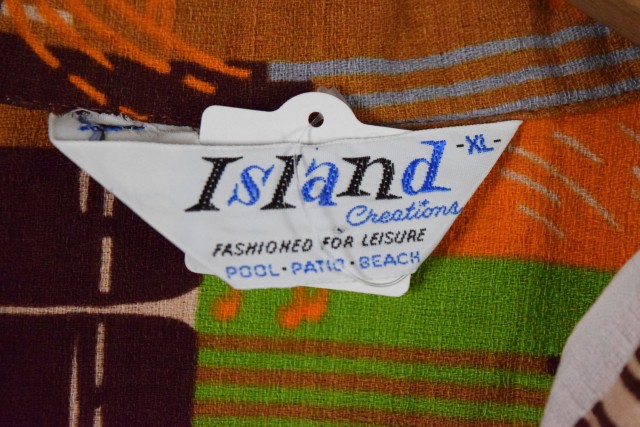 Island -XL-
Creations
FASHIONED FOR LEISURE
POOL · PATIO · BEACH